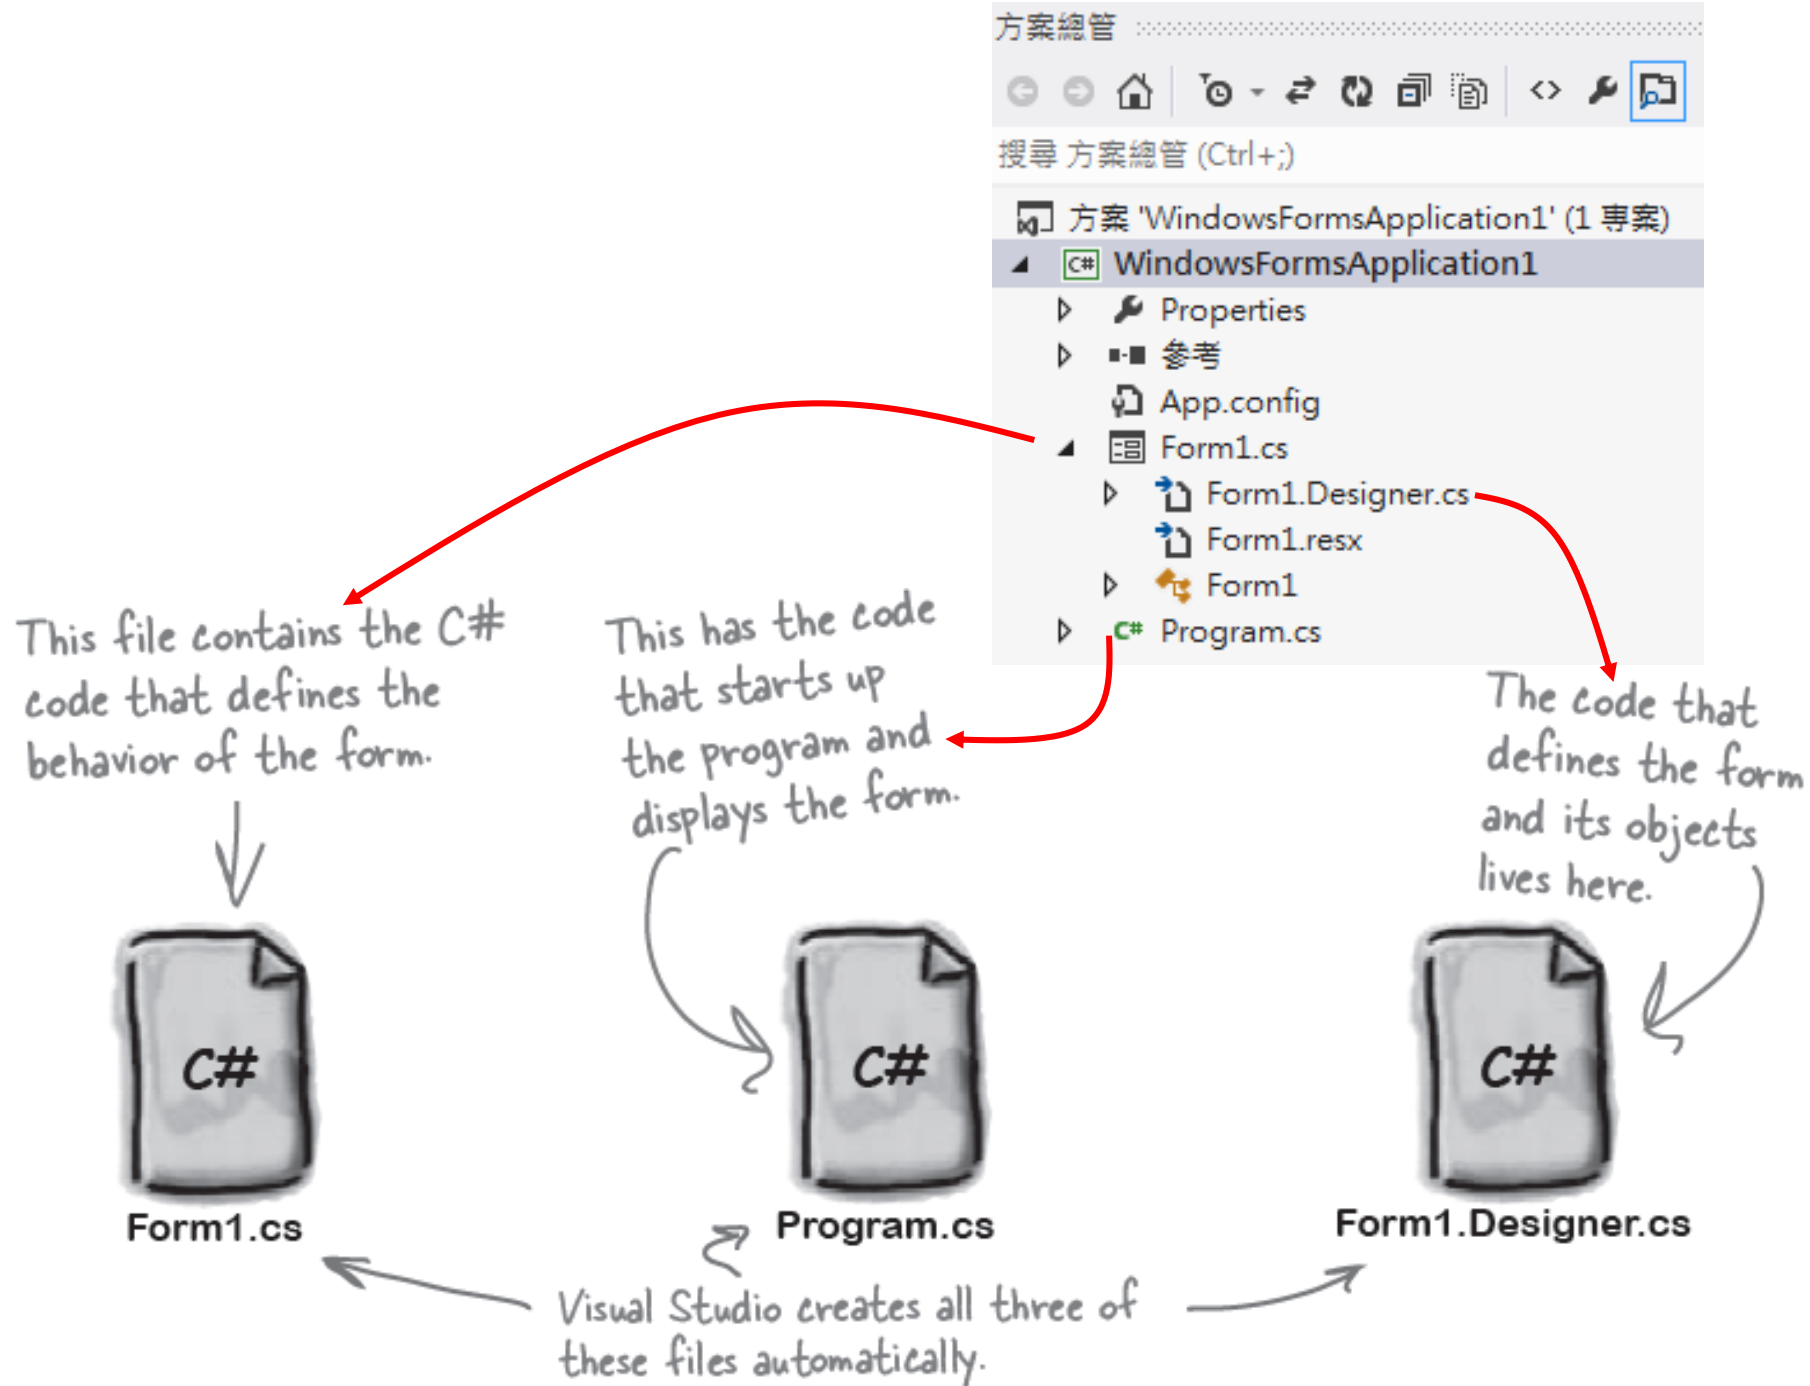 方案總管
搜尋 方案總管 (Ctrl+;)
方案 'WindowsFormsApplication1' (1 專案)
C# WindowsFormsApplication1
Properties
參考
App.config
Form1.cs
Form1.Designer.cs
Form1.resx
Form1
C# Program.cs
This file contains the C#
code that defines the
behavior of the form.
This has the code
that starts up
the program and
displays the form.
The code that
defines the form
and its objects
lives here.
C#
C#
C#
Form1.cs
Program.cs
Form1.Designer.cs
Visual Studio creates all three of
these files automatically.